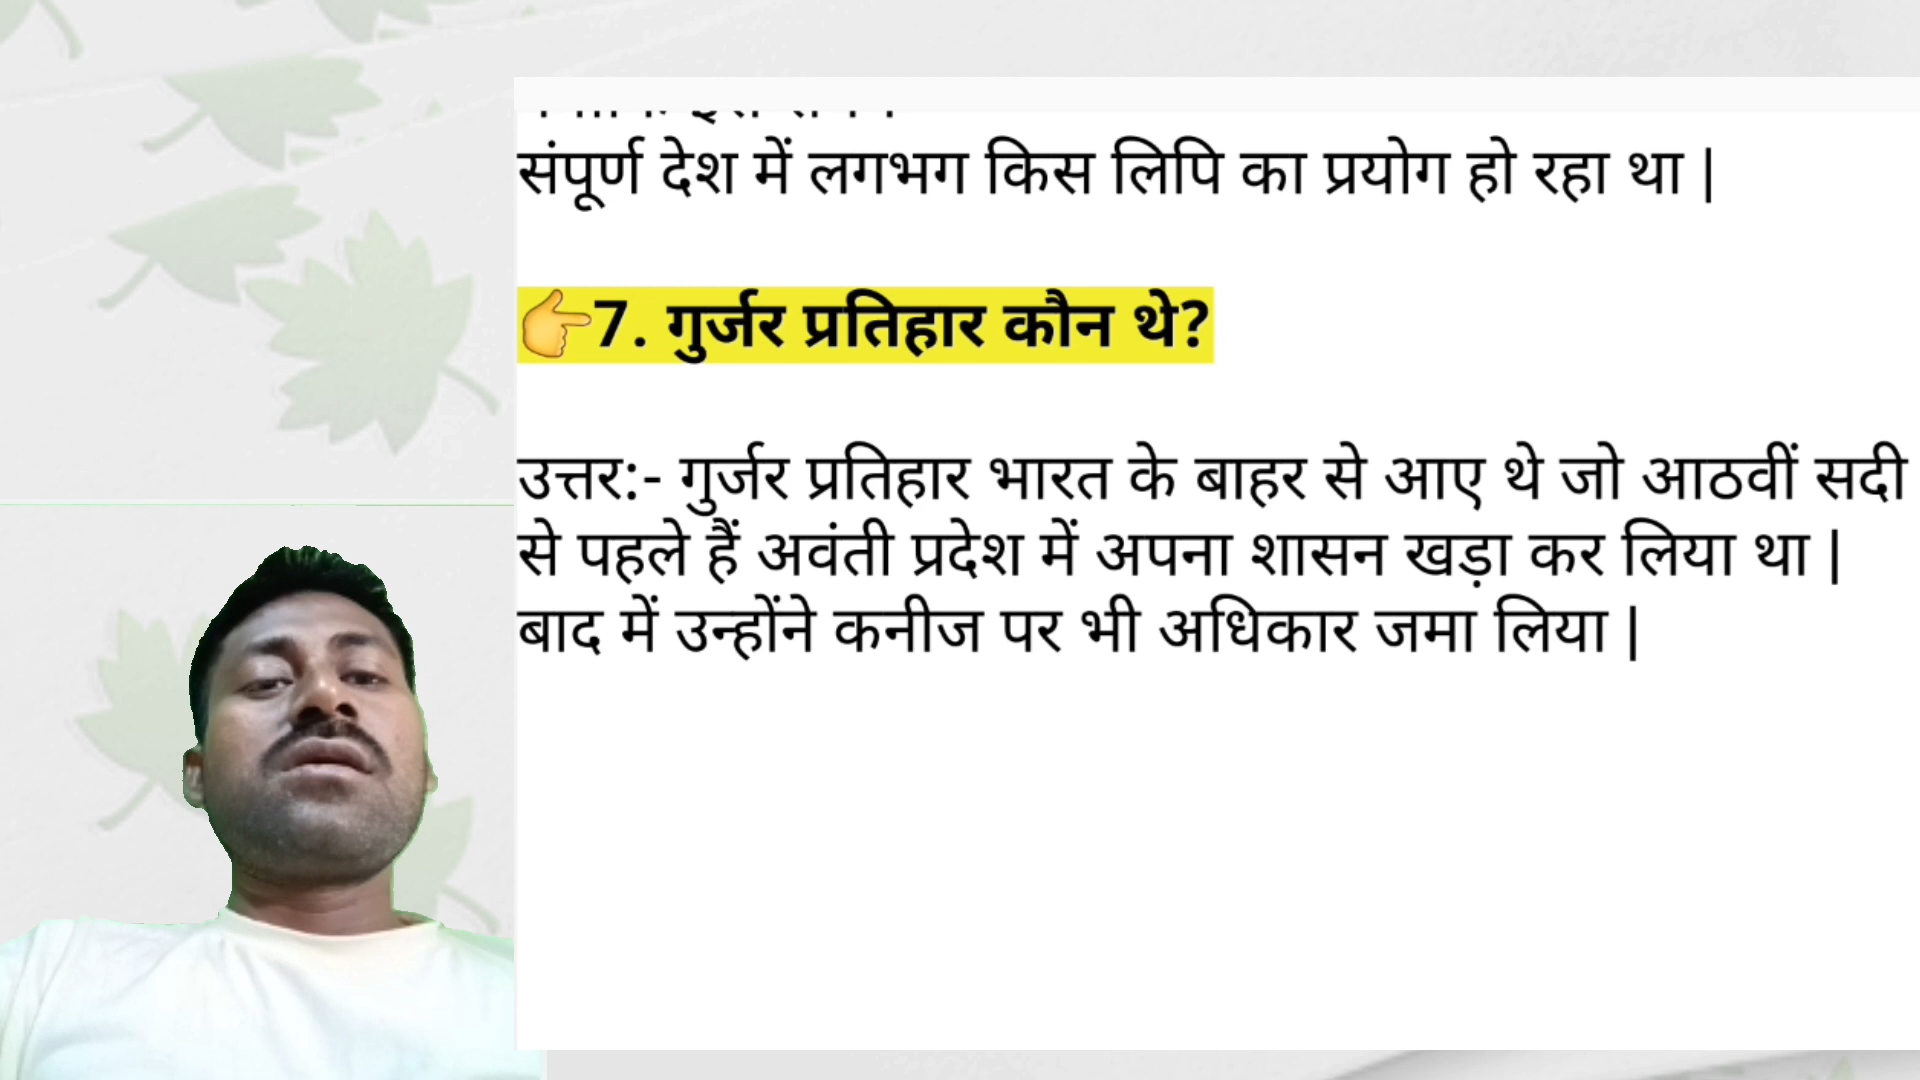 संपूर्ण देश में लगभग किस लिपि का प्रयोग हो रहा था |
👉7. गुर्जर प्रतिहार कौन थे?
उत्तर:- गुर्जर प्रतिहार भारत के बाहर से आए थे जो आठवीं सदी
से पहले हैं अवंती प्रदेश में अपना शासन खड़ा कर लिया था |
बाद में उन्होंने कनीज पर भी अधिकार जमा लिया |